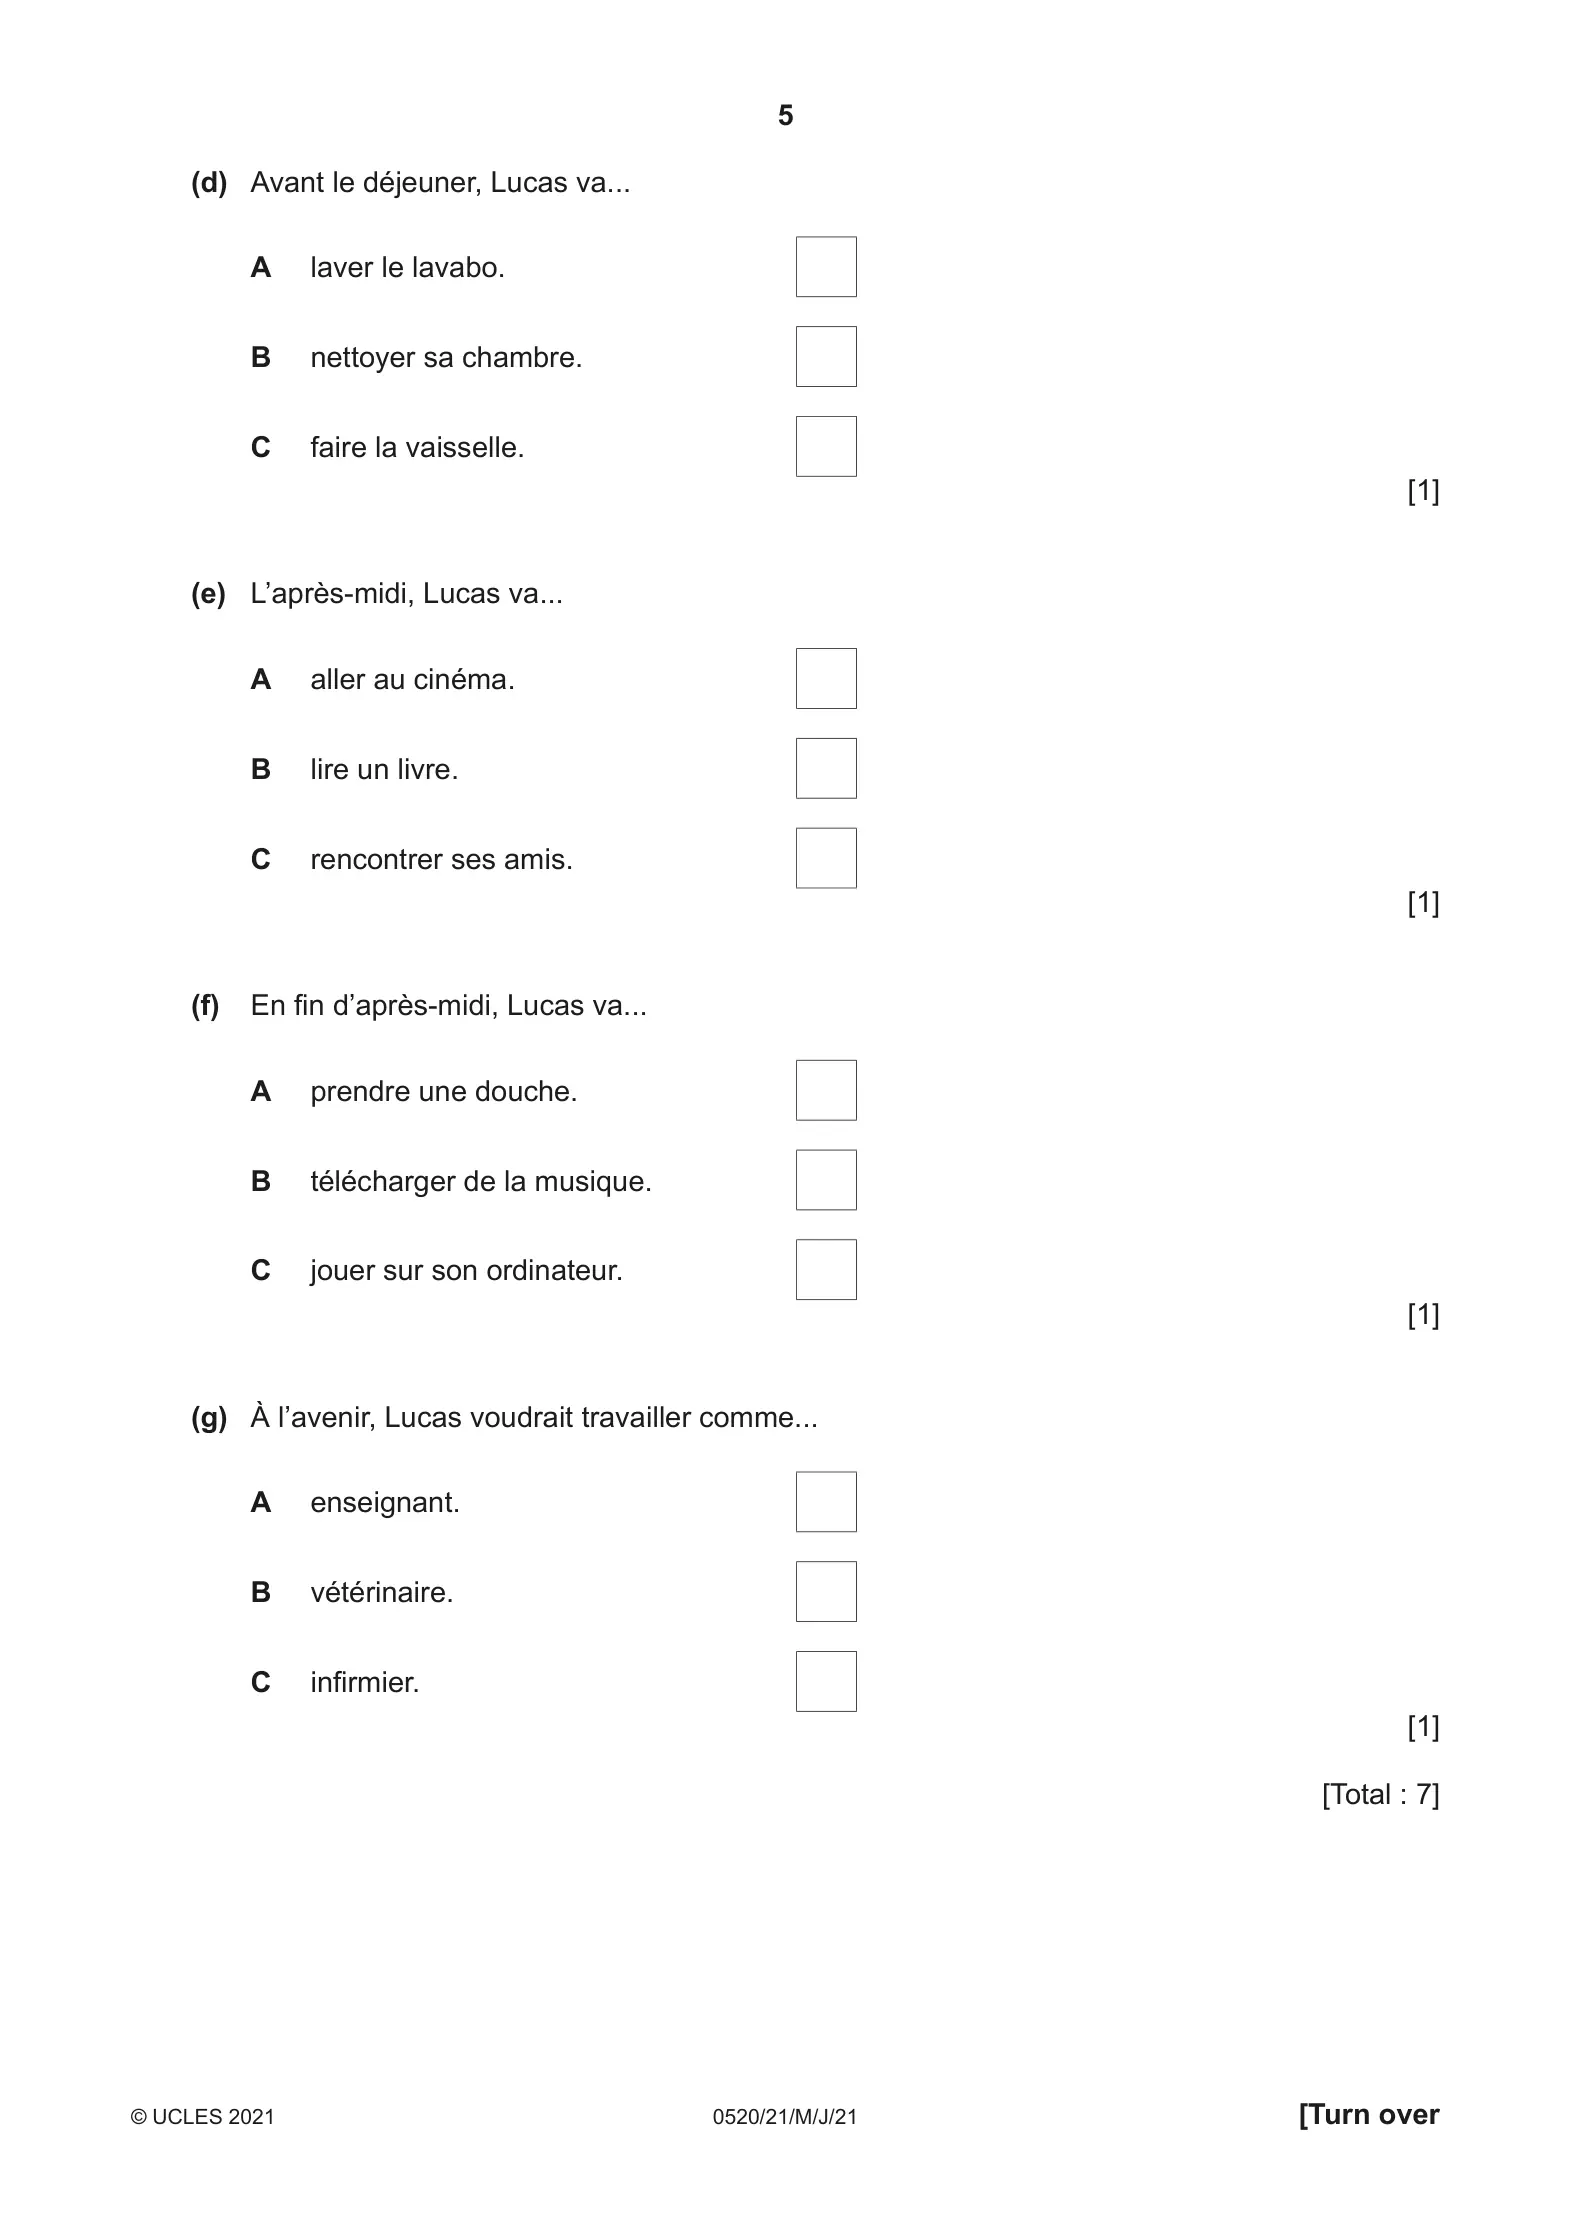 5
(d) Avant le déjeuner, Lucas va...
A laver le lavabo.
B nettoyer sa chambre.
C faire la vaisselle.
[1]
(e) L’après-midi, Lucas va...
A aller au cinéma.
B lire un livre.
C rencontrer ses amis.
[1]
(f) En fin d’après-midi, Lucas va...
A prendre une douche.
B télécharger de la musique.
C jouer sur son ordinateur.
[1]
(g) À l’avenir, Lucas voudrait travailler comme...
A enseignant.
B vétérinaire.
C infirmier.
[1]
[Total : 7]
© UCLES 2021 0520/21/M/J/21 [Turn over